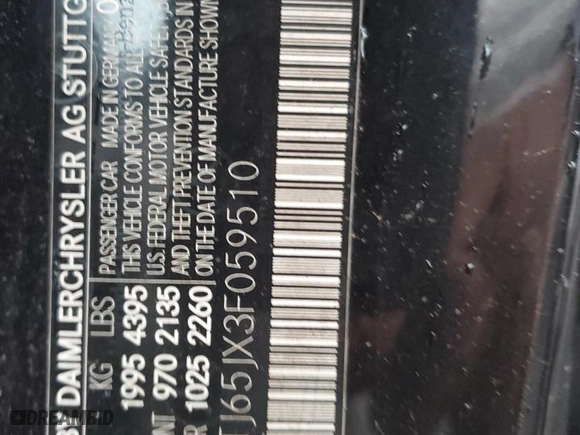 DAIMLERCHRYSLER AG STUTTG
KG LBS PASSENGER CAR MADE IN GERMANY 0
1995 4395 THIS VEHICLE CONFORMS TO ALL
970 2135 U.S. FEDERAL MOTOR VEHICLE SAFETY
AND THEFT PREVENTION STANDARDS IN
1025 2260 ON THE DATE OF MANUFACTURE SHOWN
J65JX3F059510
DREAMBID